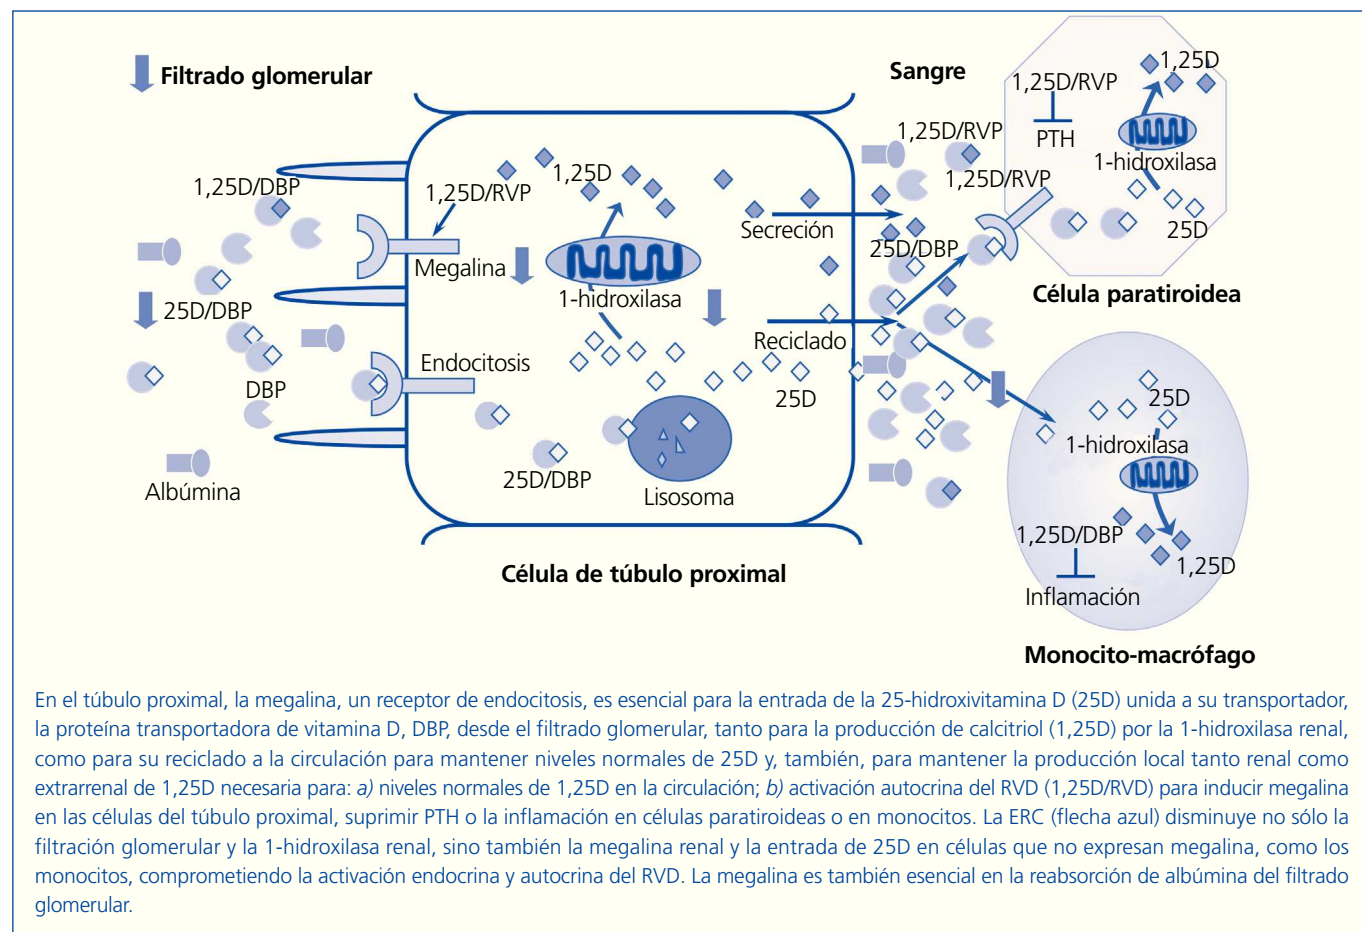 Filtrado glomerular
Sangre
1,25D
1,25D/RVP
PTH
1-hidroxilasa
25D
Célula paratiroidea
1,25D/RVP
1,25D/RVP
1,25D/DBP
1,25D/RVP
1,25D
Secreción
25D/DBP
Megalina
1-hidroxilasa
25D/DBP
Reciclado
Endocitosis
DBP
25D
25D/DBP
Lisosoma
Albúmina
Célula de túbulo proximal
25D
1-hidroxilasa
1,25D/DBP
1,25D
Inflamación
Monocito-macrófago
En el túbulo proximal, la megalina, un receptor de endocitosis, es esencial para la entrada de la 25-hidroxivitamina D (25D) unida a su transportador,
la proteína transportadora de vitamina D, DBP, desde el filtrado glomerular, tanto para la producción de calcitriol (1,25D) por la 1-hidroxilasa renal,
como para su reciclado a la circulación para mantener niveles normales de 25D y, también, para mantener la producción local tanto renal como
extrarrenal de 1,25D necesaria para: a) niveles normales de 1,25D en la circulación; b) activación autocrina del RVD (1,25D/RVD) para inducir megalina
en las células del túbulo proximal, suprimir PTH o la inflamación en células paratiroideas o en monocitos. La ERC (flecha azul) disminuye no sólo la
filtración glomerular y la 1-hidroxilasa renal, sino también la megalina renal y la entrada de 25D en células que no expresan megalina, como los
monocitos, comprometiendo la activación endocrina y autocrina del RVD. La megalina es también esencial en la reabsorción de albúmina del filtrado
glomerular.